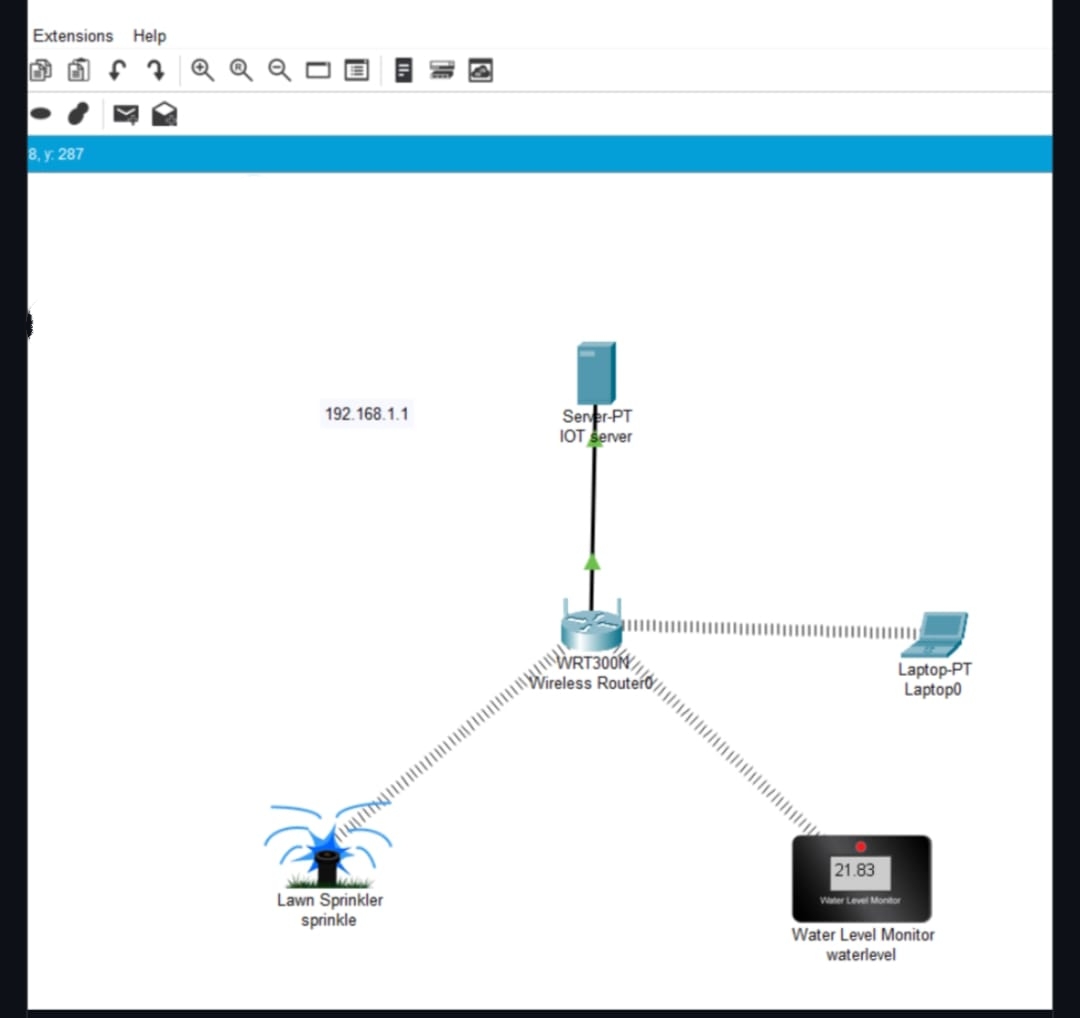 Extensions Help
8, y: 287
192.168.1.1
Server-PT
IOT server
WRT300N
Wireless Router0
Laptop-PT
Laptop0
21.83
Water Level Monitor
Lawn Sprinkler
sprinkle
Water Level Monitor
waterlevel